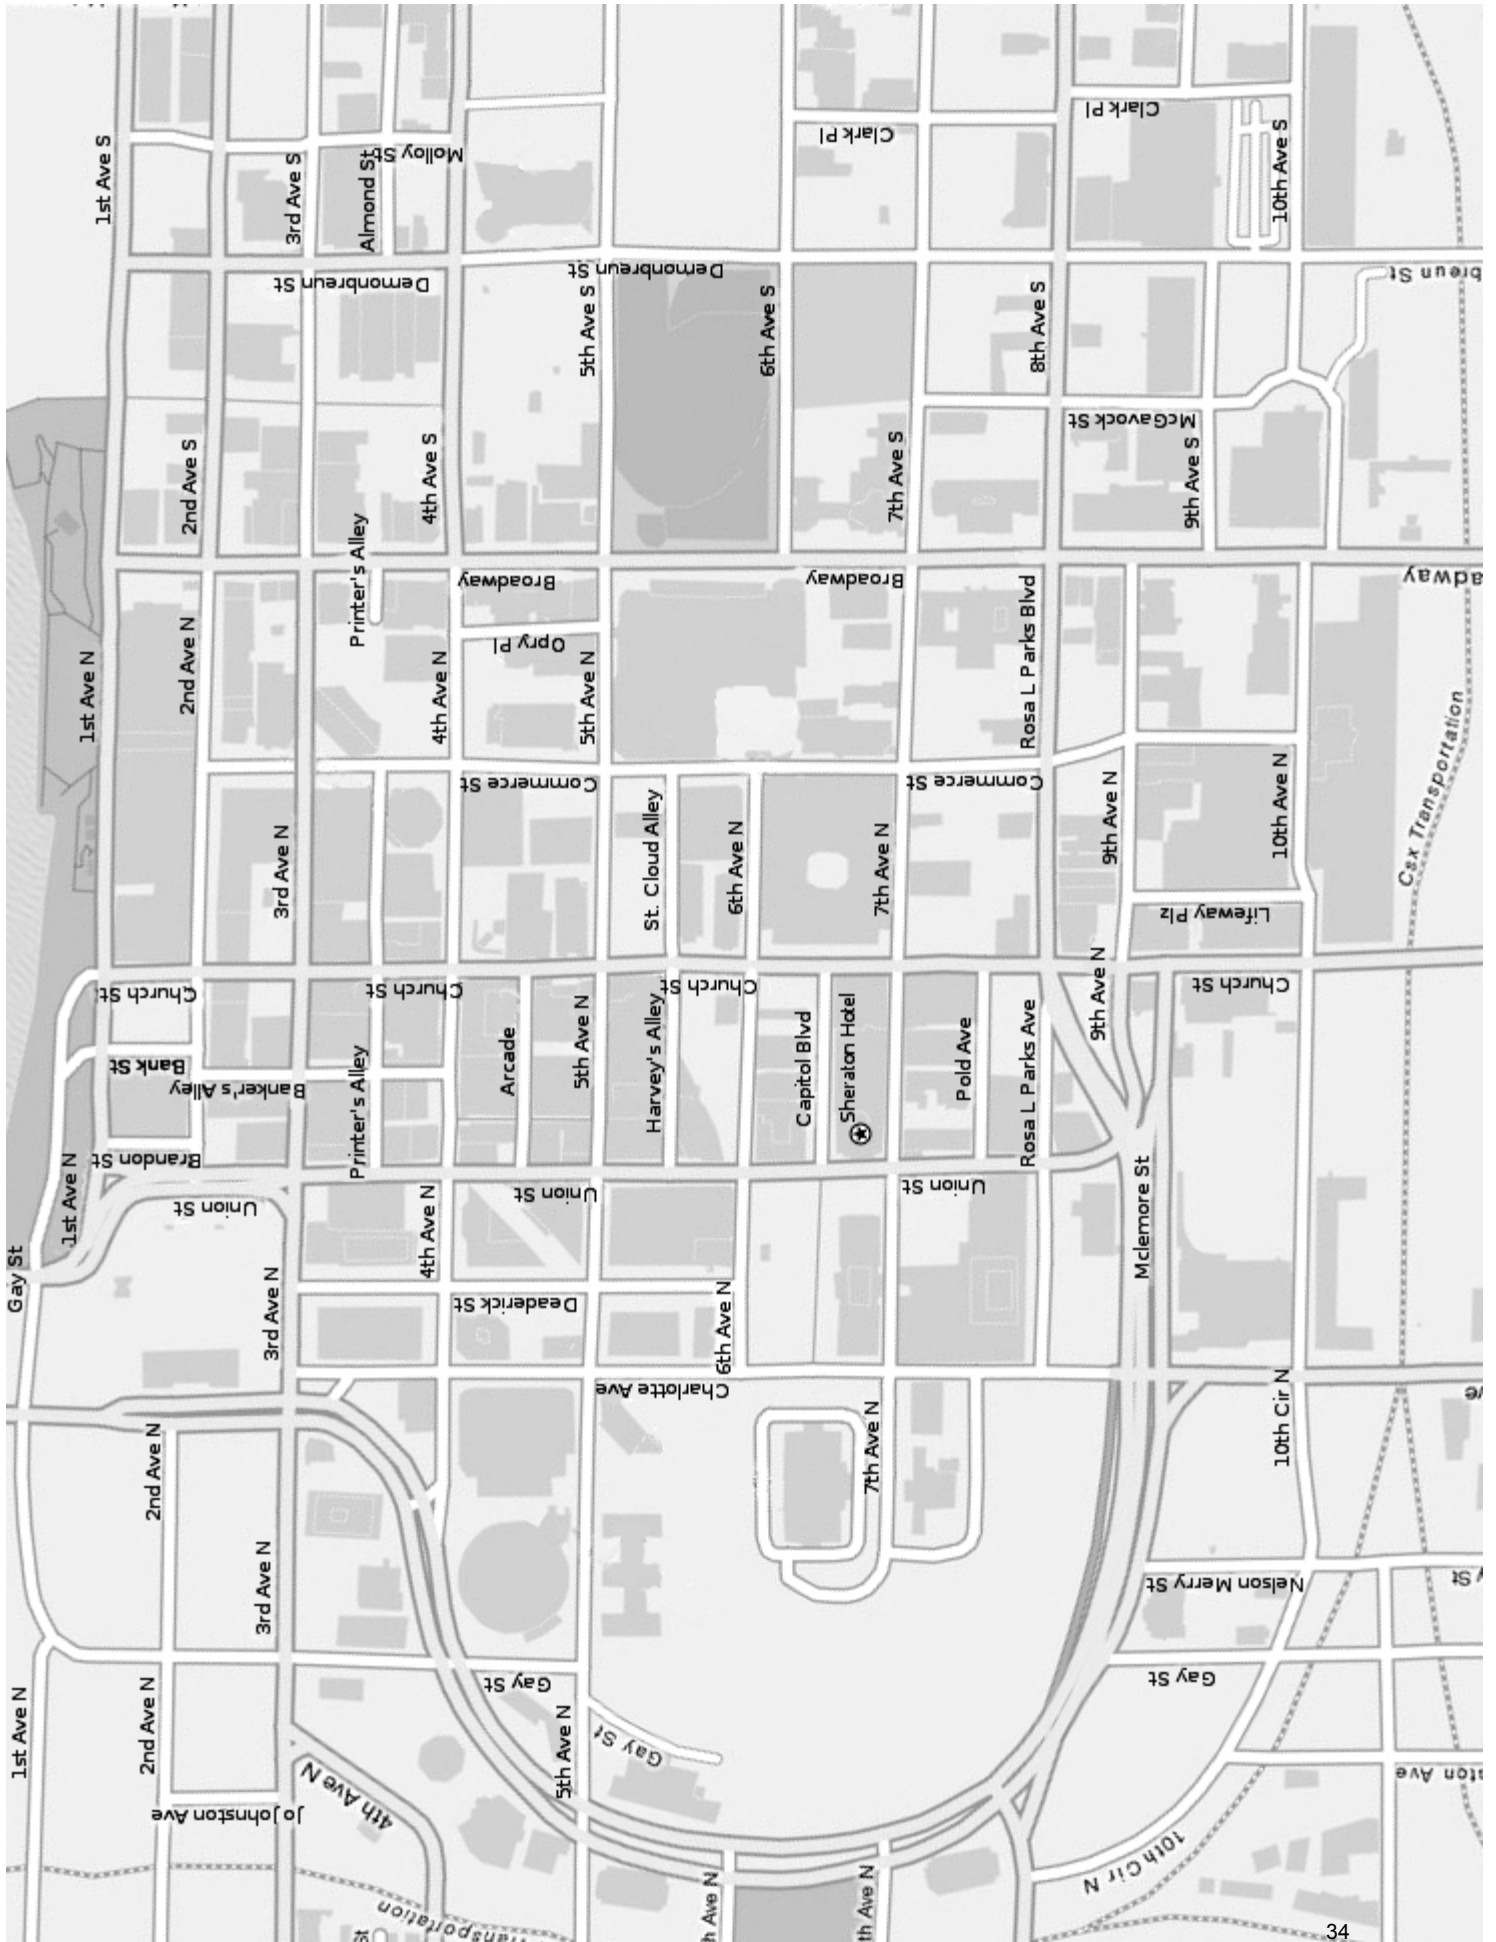 1st Ave S
3rd Ave S
Almond St
Molloy St
Clark Pl
Clark Pl
10th Ave S
Demonbreun St
Demonbreun St
breun St
5th Ave S
6th Ave S
8th Ave S
McGavock St
2nd Ave S
4th Ave S
7th Ave S
9th Ave S
Printer's Alley
Broadway
Broadway
adway
Opry Pl
1st Ave N
2nd Ave N
4th Ave N
5th Ave N
Rosa L Parks Blvd
Commerce St
Commerce St
Csx Transportation
3rd Ave N
St. Cloud Alley
6th Ave N
7th Ave N
9th Ave N
10th Ave N
Lifeway Plz
Church St
Church St
Church St
Church St
9th Ave N
Bank St
Banker's Alley
Printer's Alley
Arcade
5th Ave N
Harvey's Alley
Capitol Blvd
Sheraton Hotel
Pold Ave
Rosa L Parks Ave
Brandon St
1st Ave N
Union St
Union St
Union St
4th Ave N
Mclemore St
Gay St
3rd Ave N
Deaderick St
6th Ave N
Charlotte Ave
10th Cir N
2nd Ave N
7th Ave N
3rd Ave N
Nelson Merry St
Gay St
Gay St
1st Ave N
2nd Ave N
5th Ave N
Gay St
Jo Johnston Ave
4th Ave N
ston Ave
10th Cir N
h Ave N
th Ave N
34